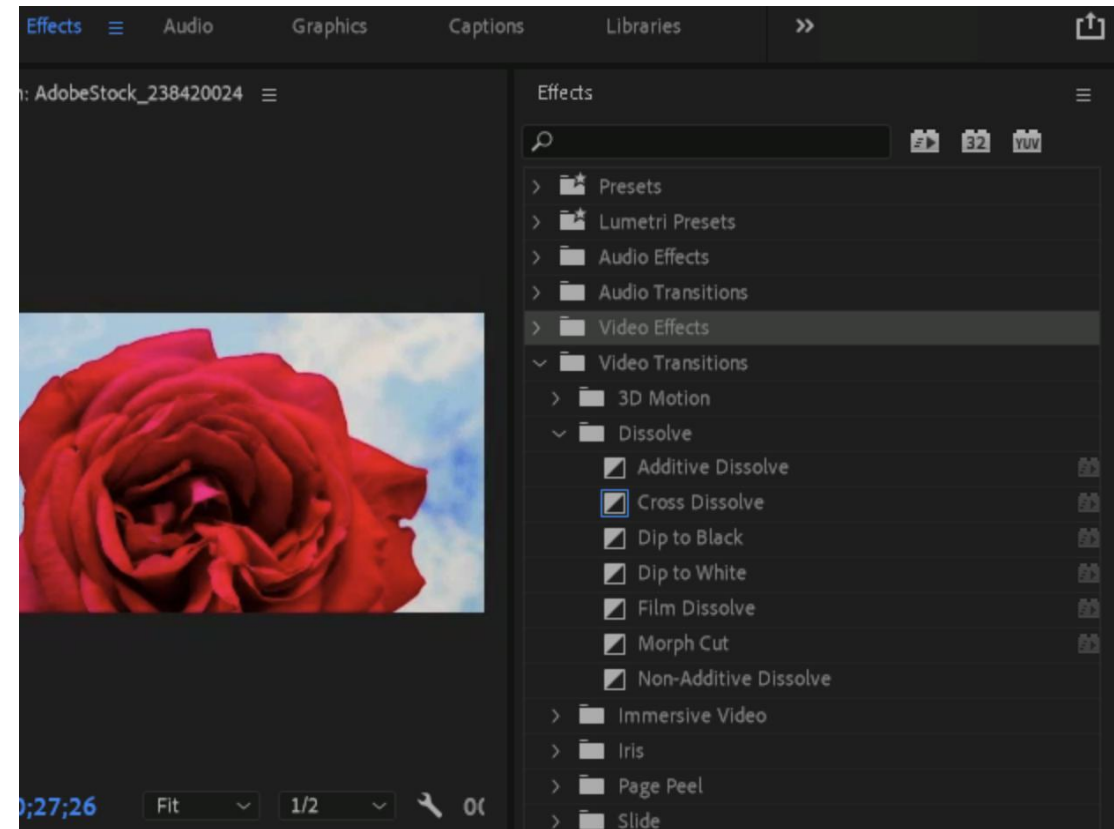 Effects Audio Graphics Captions Libraries
n: AdobeStock_238420024
Effects
32 YUV
Presets
Lumetri Presets
Audio Effects
Audio Transitions
Video Effects
Video Transitions
3D Motion
Dissolve
Additive Dissolve
Cross Dissolve
Dip to Black
Dip to White
Film Dissolve
Morph Cut
Non-Additive Dissolve
Immersive Video
Iris
Page Peel
;27;26 Fit 1/2
Slide